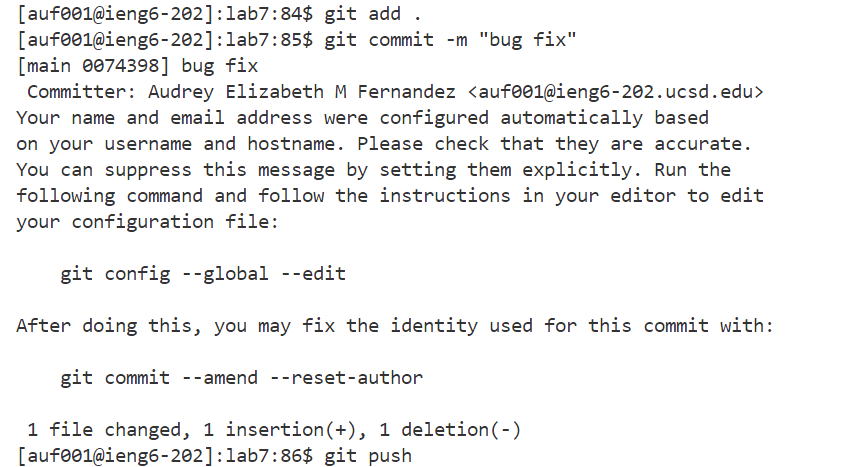 [auf001@ieng6-202]:lab7:84$ git add .
[auf001@ieng6-202]:lab7:85$ git commit -m "bug fix"
[main 0074398] bug fix
 Committer: Audrey Elizabeth M Fernandez <auf001@ieng6-202.ucsd.edu>
Your name and email address were configured automatically based
on your username and hostname. Please check that they are accurate.
You can suppress this message by setting them explicitly. Run the
following command and follow the instructions in your editor to edit
your configuration file:

    git config --global --edit

After doing this, you may fix the identity used for this commit with:

    git commit --amend --reset-author

 1 file changed, 1 insertion(+), 1 deletion(-)
[auf001@ieng6-202]:lab7:86$ git push